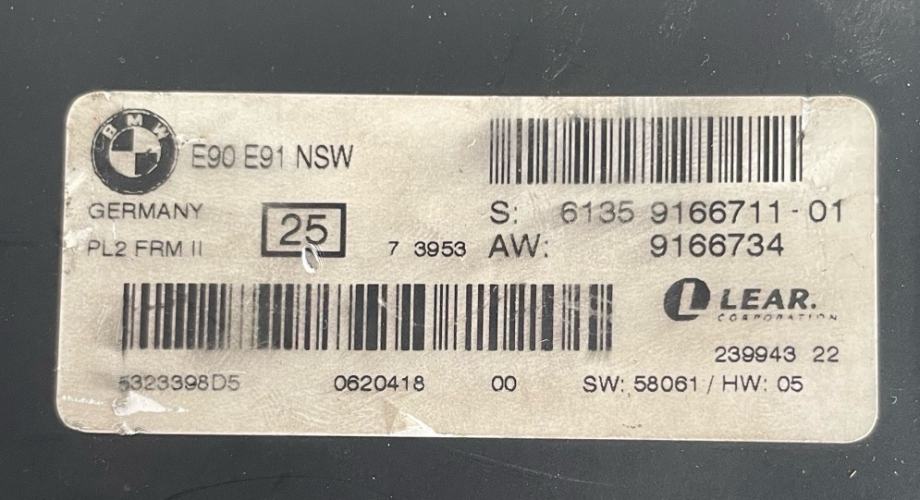 BMW
E90 E91 NSW
GERMANY
PL2 FRM II
25
7 3953
S: 6135 9166711-01
AW: 9166734
LEAR.
CORPORATION
239943 22
5323398D5 0620418 00 SW: 58061 / HW: 05